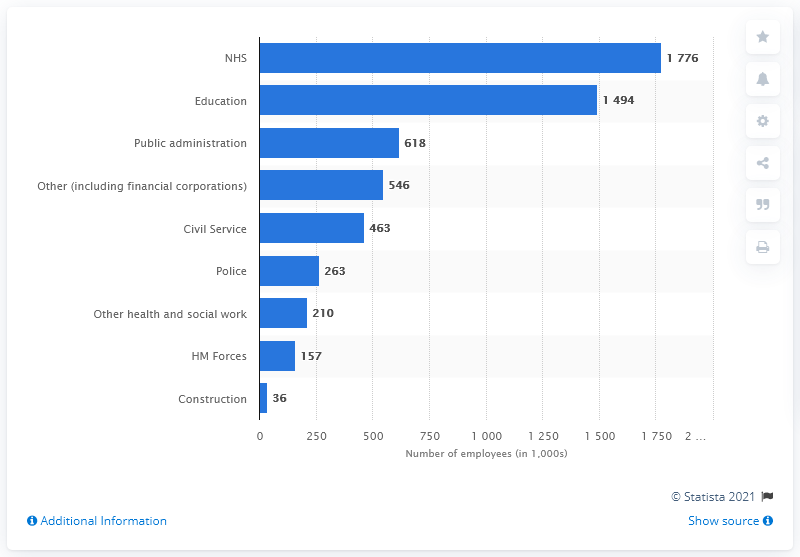 NHS 1 776
Education 1 494
Public administration 618
Other (including financial corporations) 546
Civil Service 463
Police 263
Other health and social work 210
HM Forces 157
Construction 36
0 250 500 750 1 000 1 250 1 500 1 750 2 ...
Number of employees (in 1,000s)
© Statista 2021
Additional Information
Show source